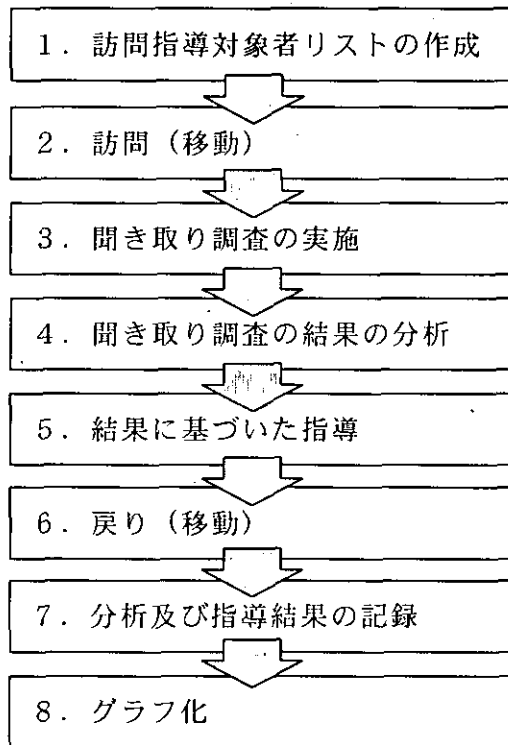 1．訪問指導対象者リストの作成
2．訪問（移動）
3．聞き取り調査の実施
4．聞き取り調査の結果の分析
5．結果に基づいた指導
6．戻り（移動）
7．分析及び指導結果の記録
8．グラフ化